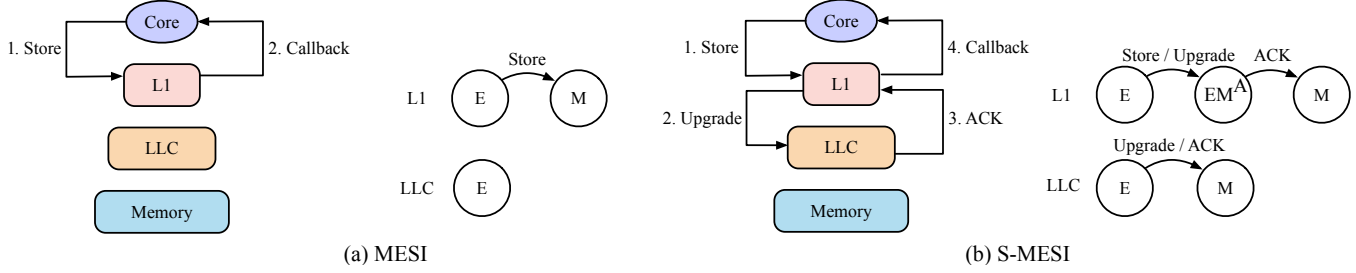 Core
1. Store
2. Callback
L1
LLC
Memory
Store
L1
E
M
LLC
E
(a) MESI
Core
1. Store
4. Callback
L1
2. Upgrade
3. ACK
LLC
Memory
Store / Upgrade
ACK
L1
E
EM^A
M
Upgrade / ACK
LLC
E
M
(b) S-MESI